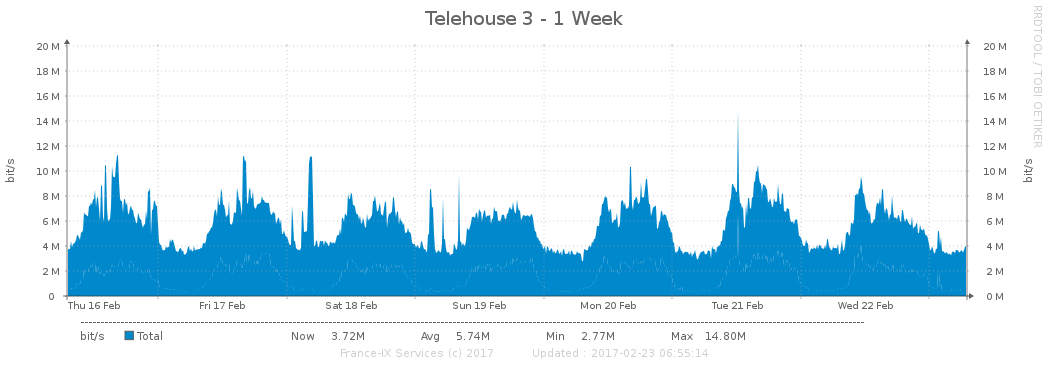 Telehouse 3 - 1 Week
RRDTOOL / TOBI OETIKER
bit/s
bit/s
20 M 20 M
18 M 18 M
16 M 16 M
14 M 14 M
12 M 12 M
10 M 10 M
8 M 8 M
6 M 6 M
4 M 4 M
2 M 2 M
0 0 M
Thu 16 Feb Fri 17 Feb Sat 18 Feb Sun 19 Feb Mon 20 Feb Tue 21 Feb Wed 22 Feb
bit/s Total Now 3.72M Avg 5.74M Min 2.77M Max 14.80M
France-IX Services (c) 2017 Updated : 2017-02-23 06:55:14